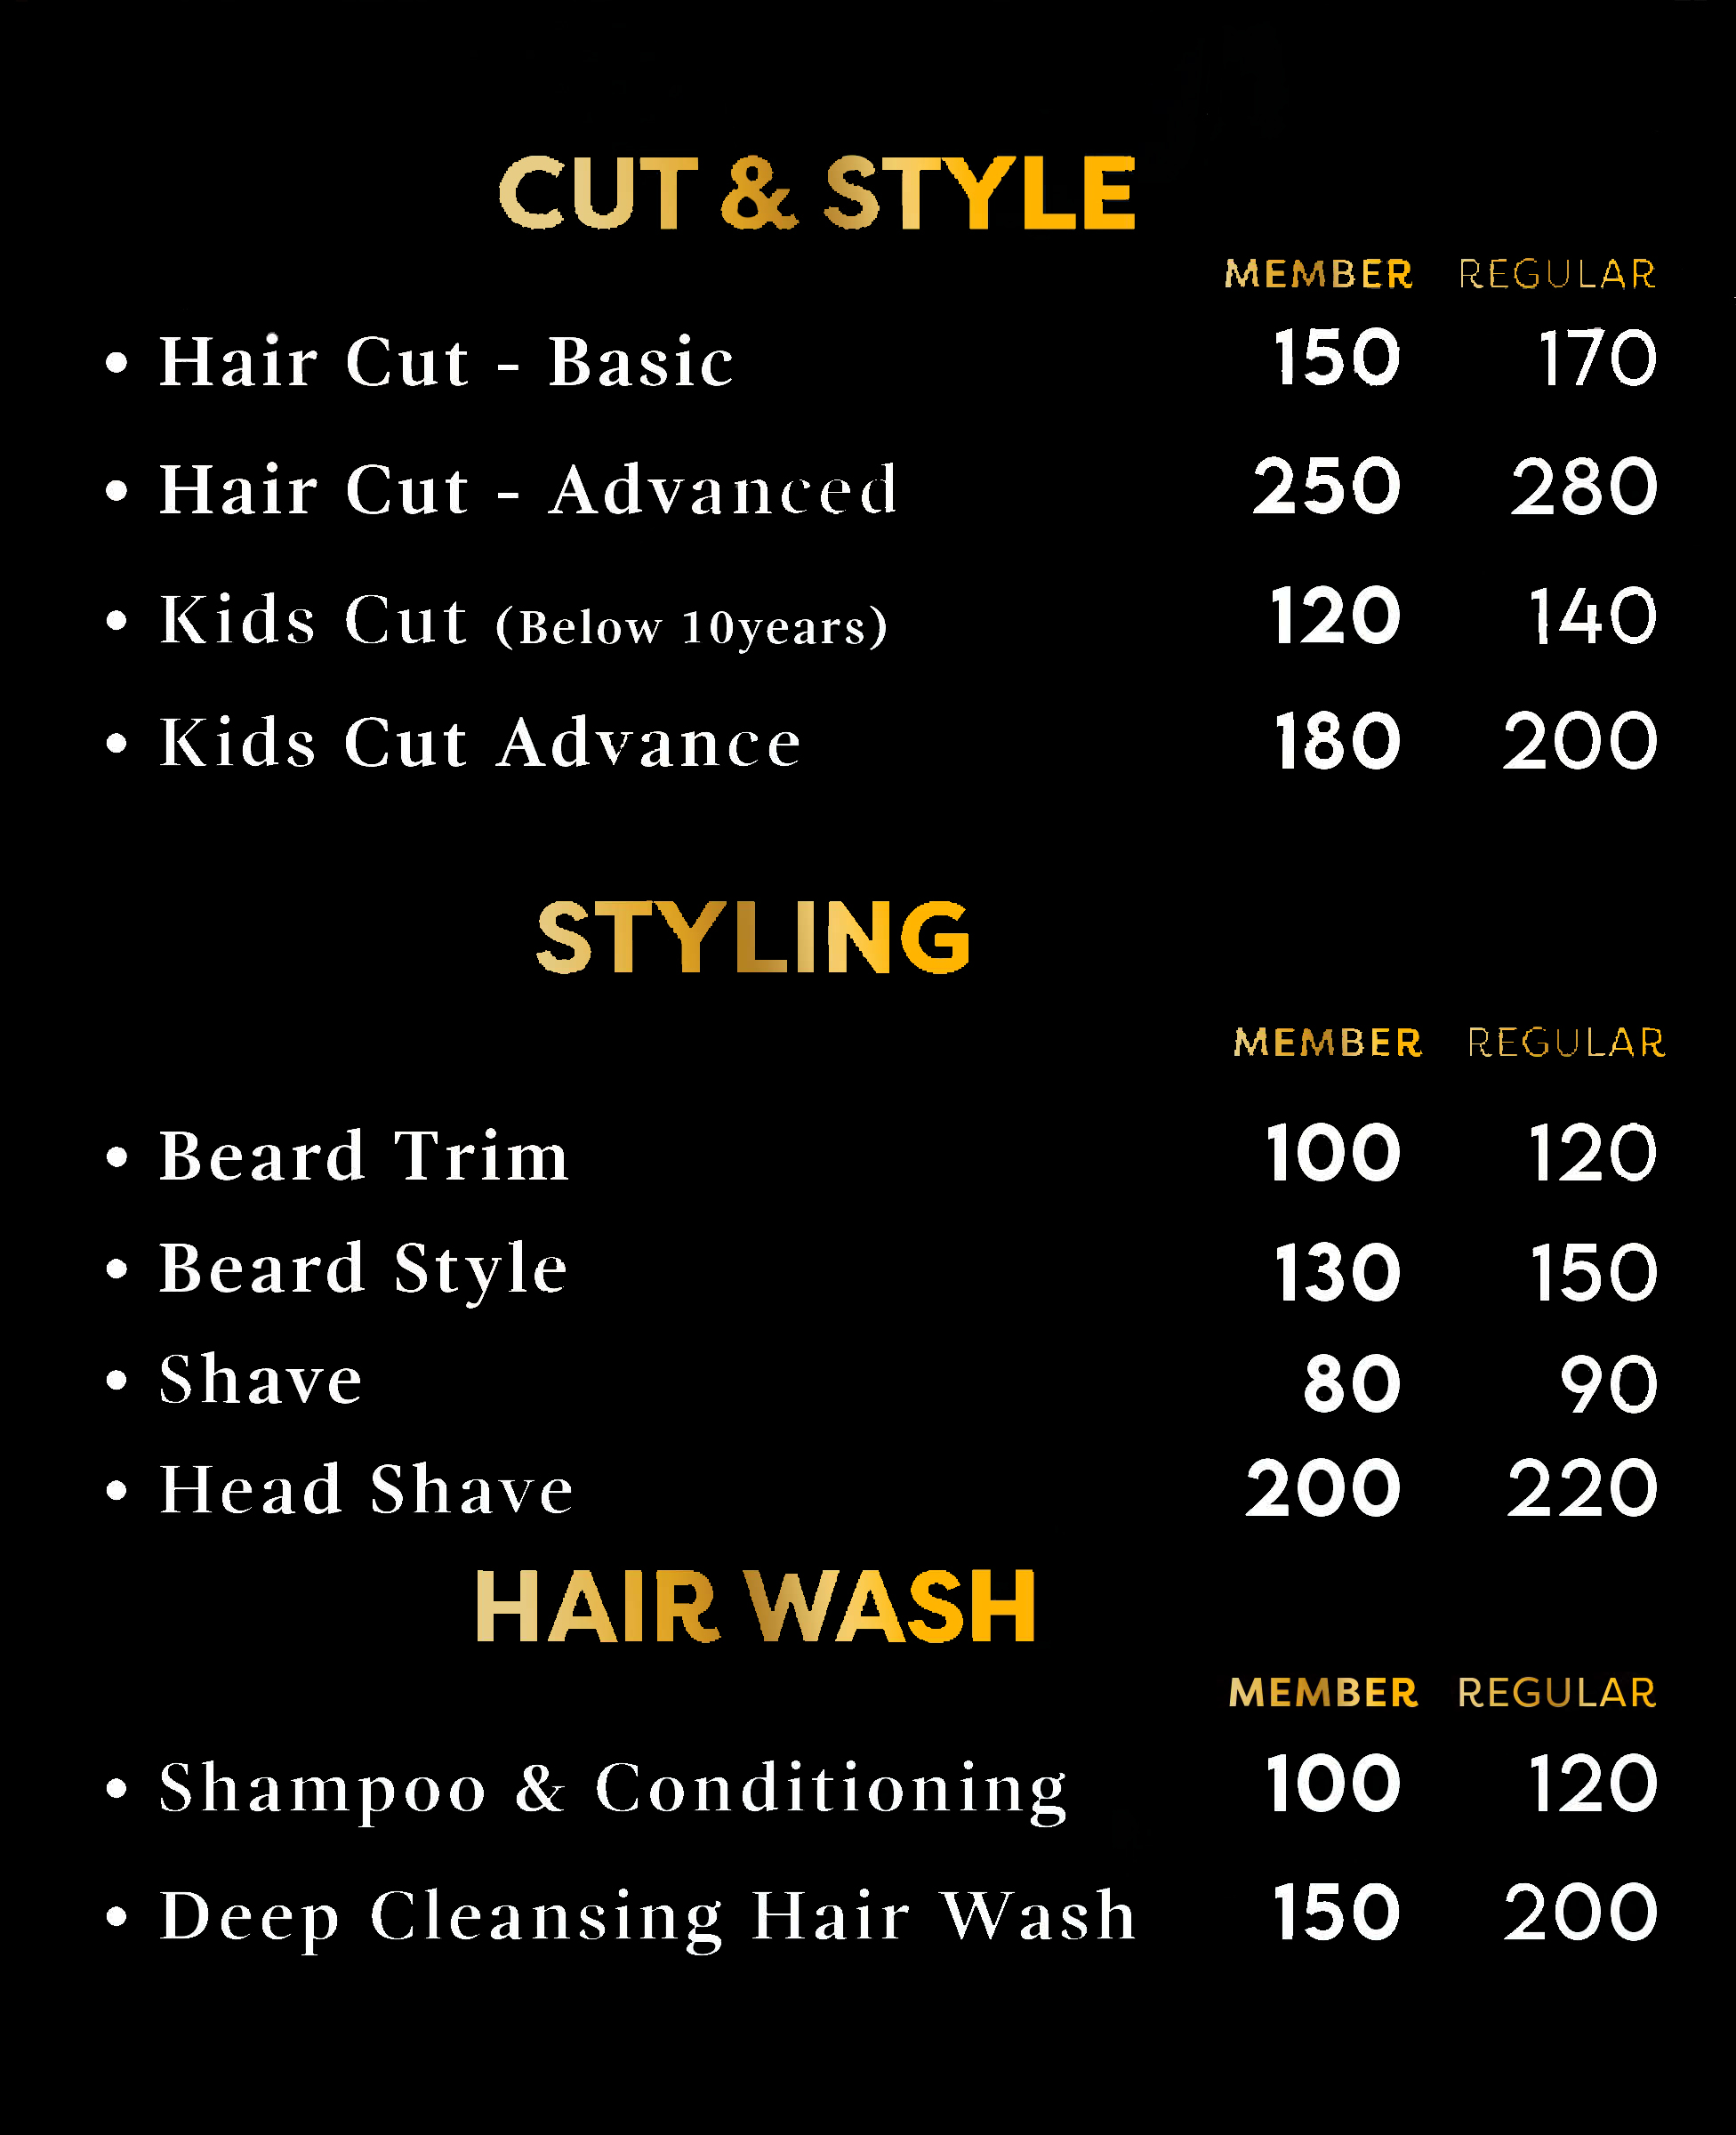 CUT & STYLE
MEMBER REGULAR
• Hair Cut - Basic 150 170
• Hair Cut - Advanced 250 280
• Kids Cut (Below 10years) 120 140
• Kids Cut Advance 180 200
STYLING
MEMBER REGULAR
• Beard Trim 100 120
• Beard Style 130 150
• Shave 80 90
• Head Shave 200 220
HAIR WASH
MEMBER REGULAR
• Shampoo & Conditioning 100 120
• Deep Cleansing Hair Wash 150 200